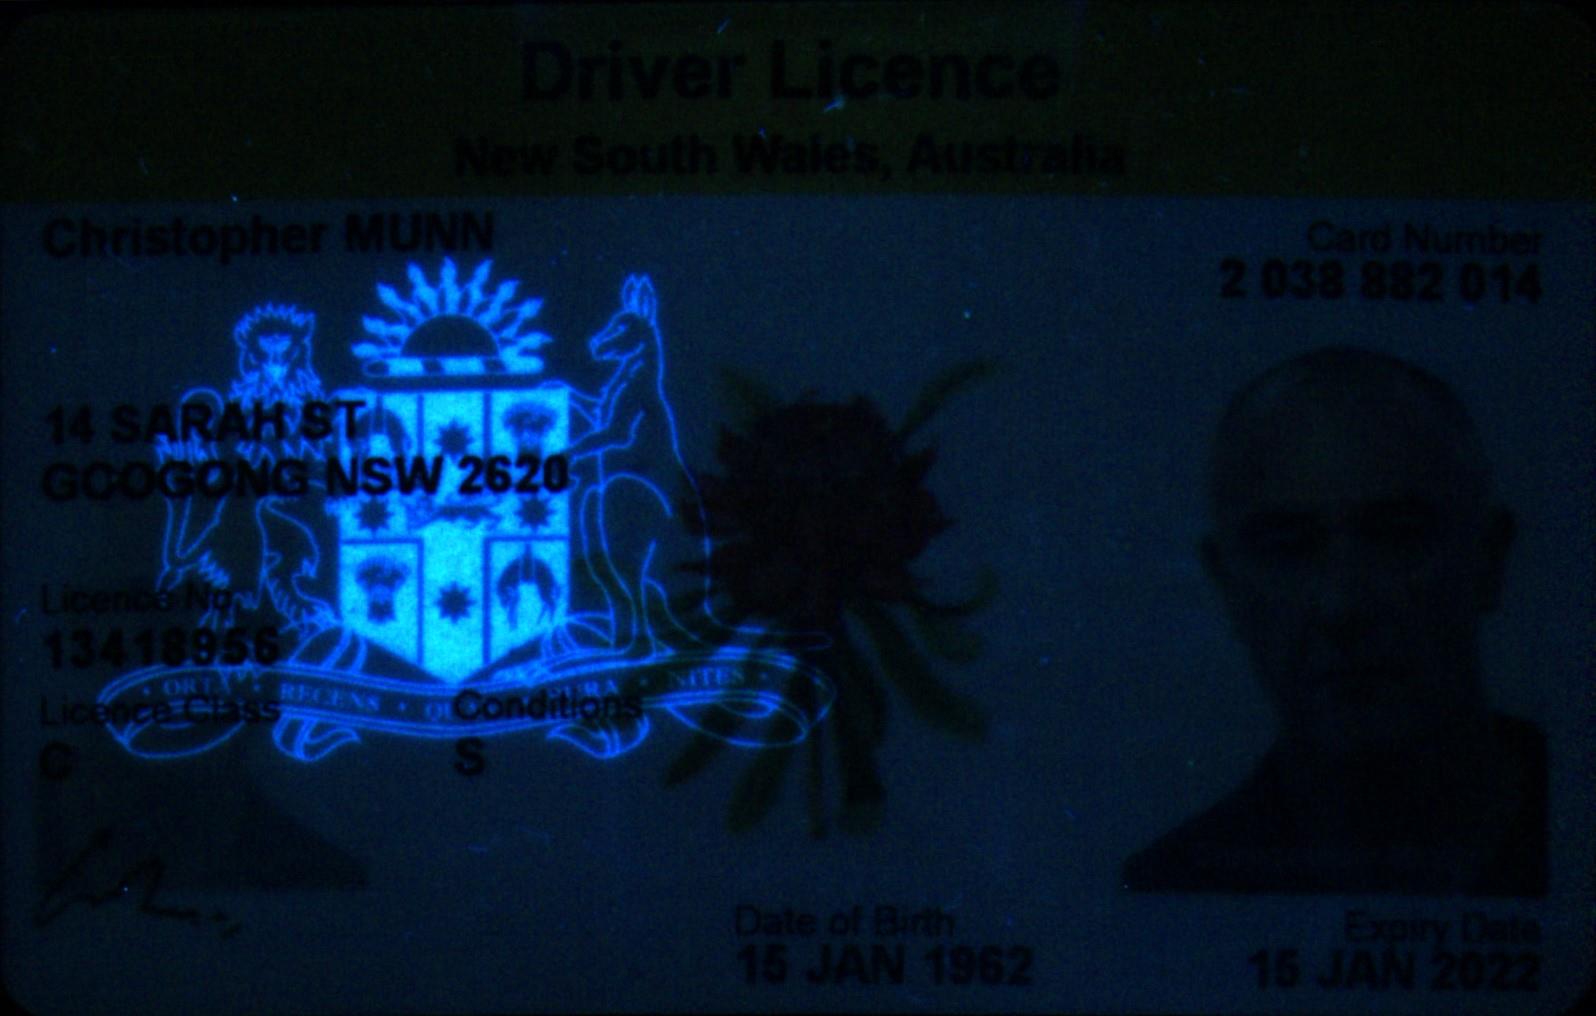 Driver Licence
New South Wales, Australia
Christopher MUNN
Card Number
2 038 882 014
14 SARAH ST
GOOGONG NSW 2620
Licence No.
13418956
ORTA • RECENS • QUAM PURA • NITES •
Licence Class
Conditions
C
S
Date of Birth
15 JAN 1962
Expiry Date
15 JAN 2022